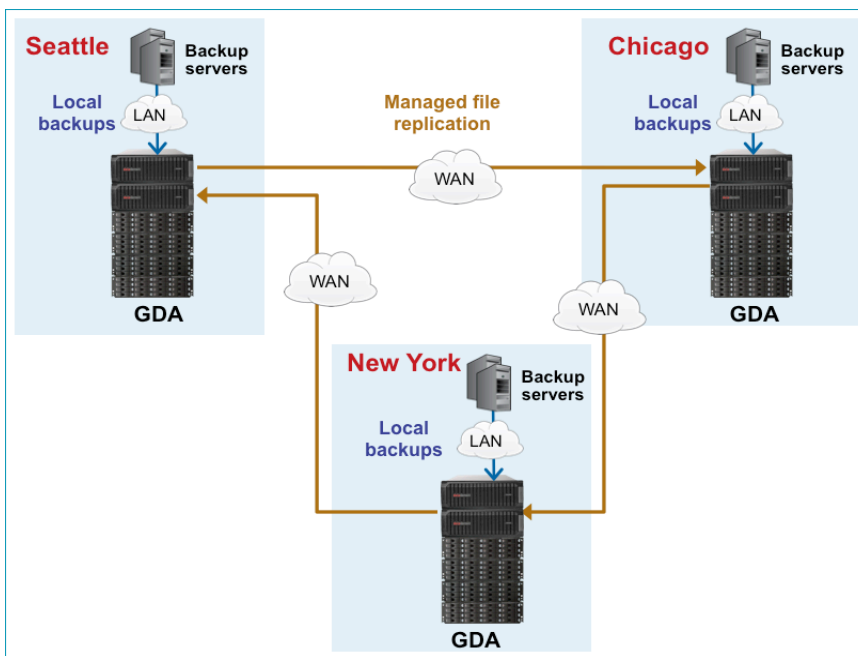 Seattle
Backup
servers
Local
backups
LAN
GDA
Managed file
replication
WAN
Chicago
Backup
servers
Local
backups
LAN
GDA
WAN
WAN
New York
Backup
servers
Local
backups
LAN
GDA